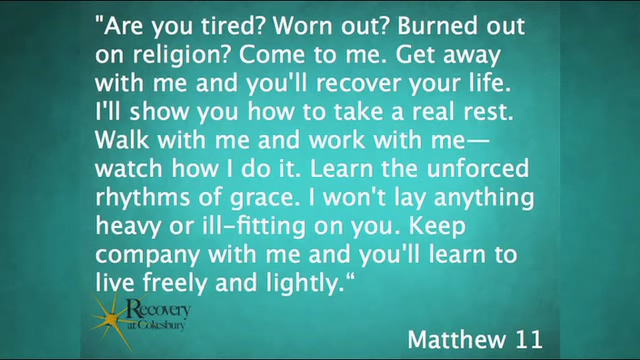 "Are you tired? Worn out? Burned out
on religion? Come to me. Get away
with me and you'll recover your life.
I'll show you how to take a real rest.
Walk with me and work with me—
watch how I do it. Learn the unforced
rhythms of grace. I won't lay anything
heavy or ill-fitting on you. Keep
company with me and you'll learn to
live freely and lightly.“
Recovery
at Cokesbury
Matthew 11